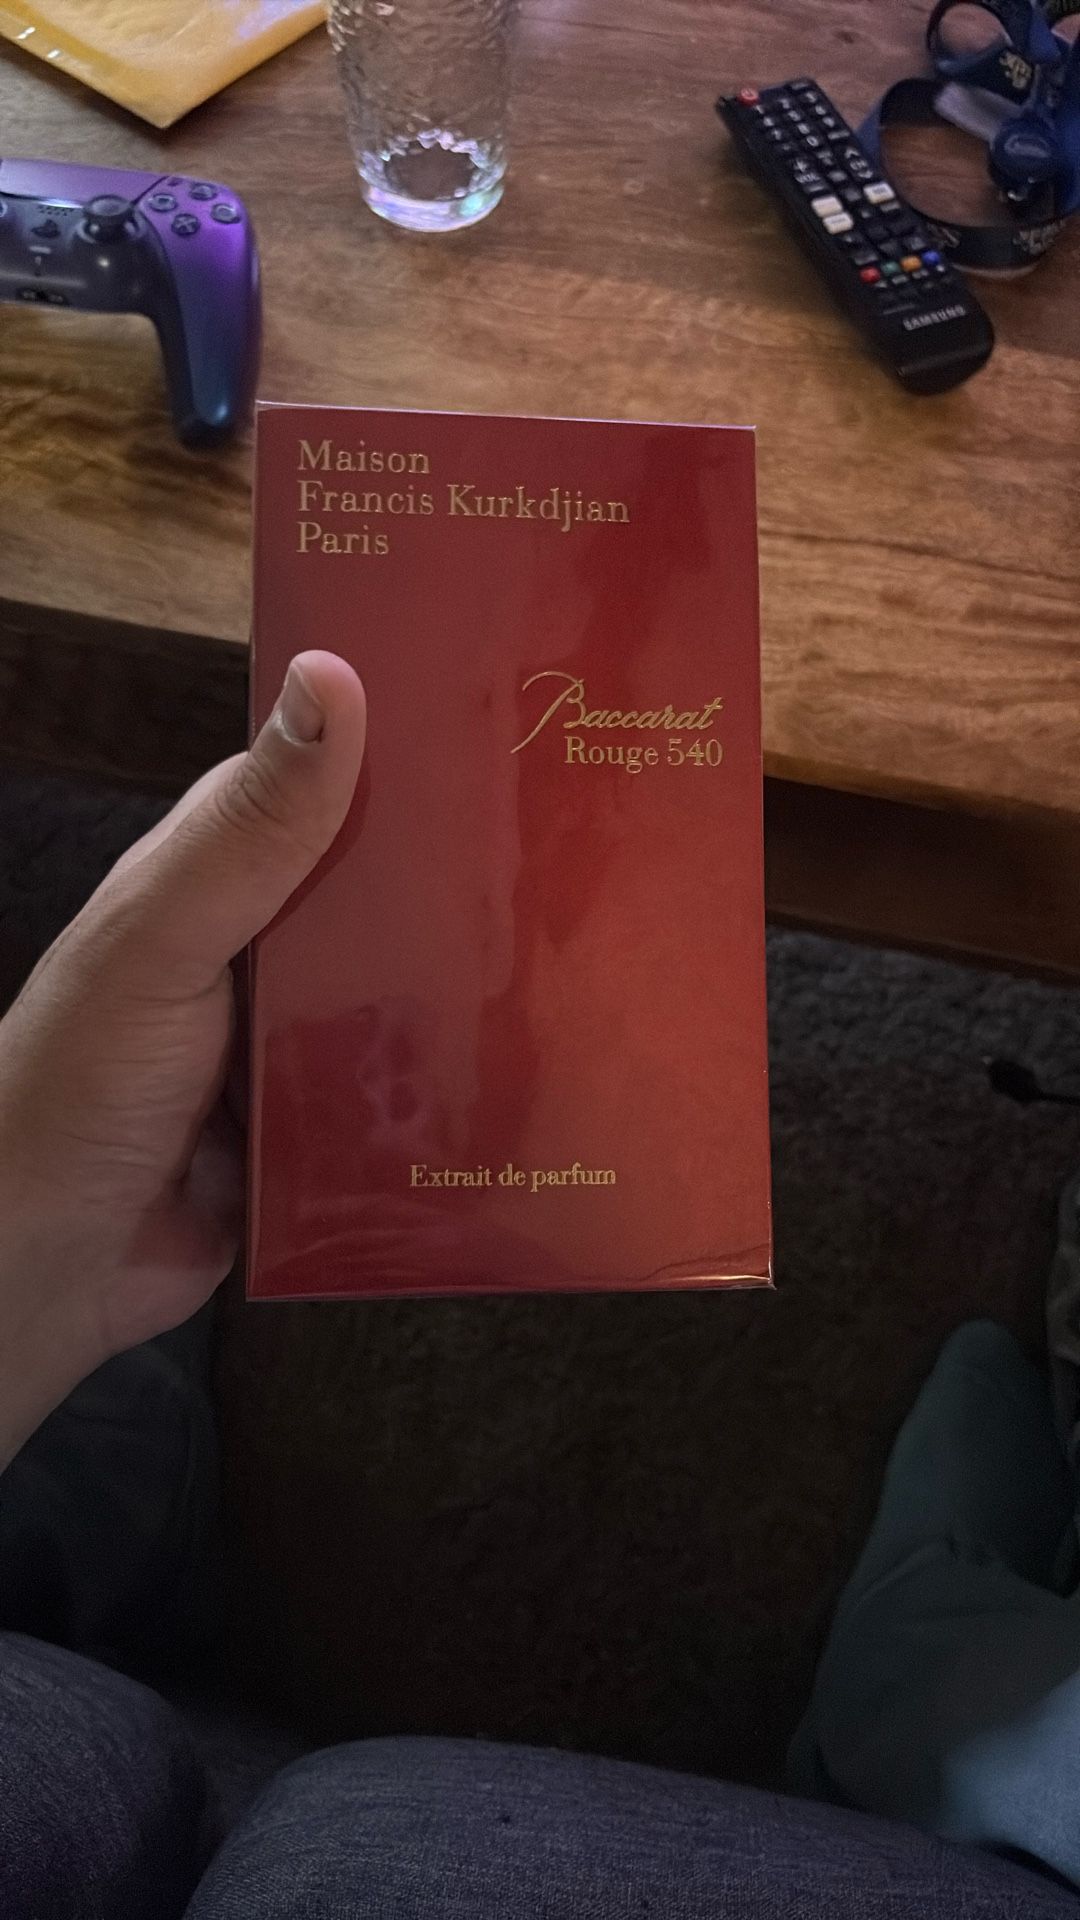 SAMSUNG
Maison
Francis Kurkdjian
Paris
Baccarat
Rouge 540
Extrait de parfum